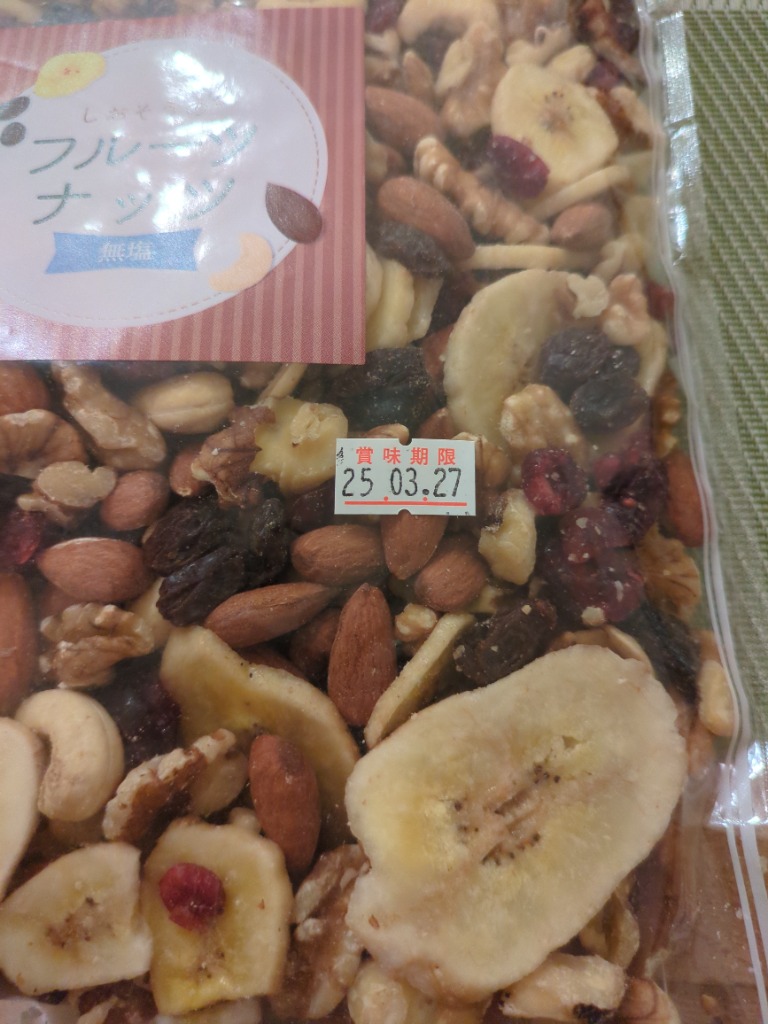 フルーツ
ナッツ
無塩
賞味期限
25.03.27